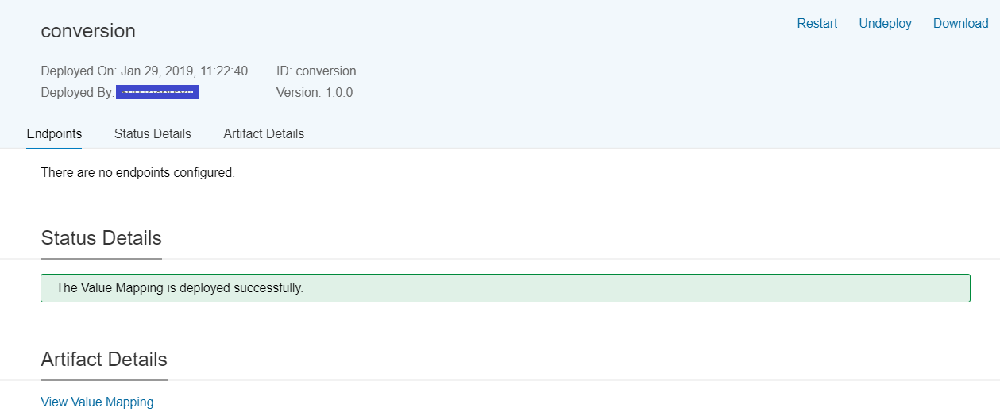 conversion
Restart Undeploy Download
Deployed On: Jan 29, 2019, 11:22:40 ID: conversion
Deployed By: Version: 1.0.0
Endpoints Status Details Artifact Details
There are no endpoints configured.
Status Details
The Value Mapping is deployed successfully.
Artifact Details
View Value Mapping